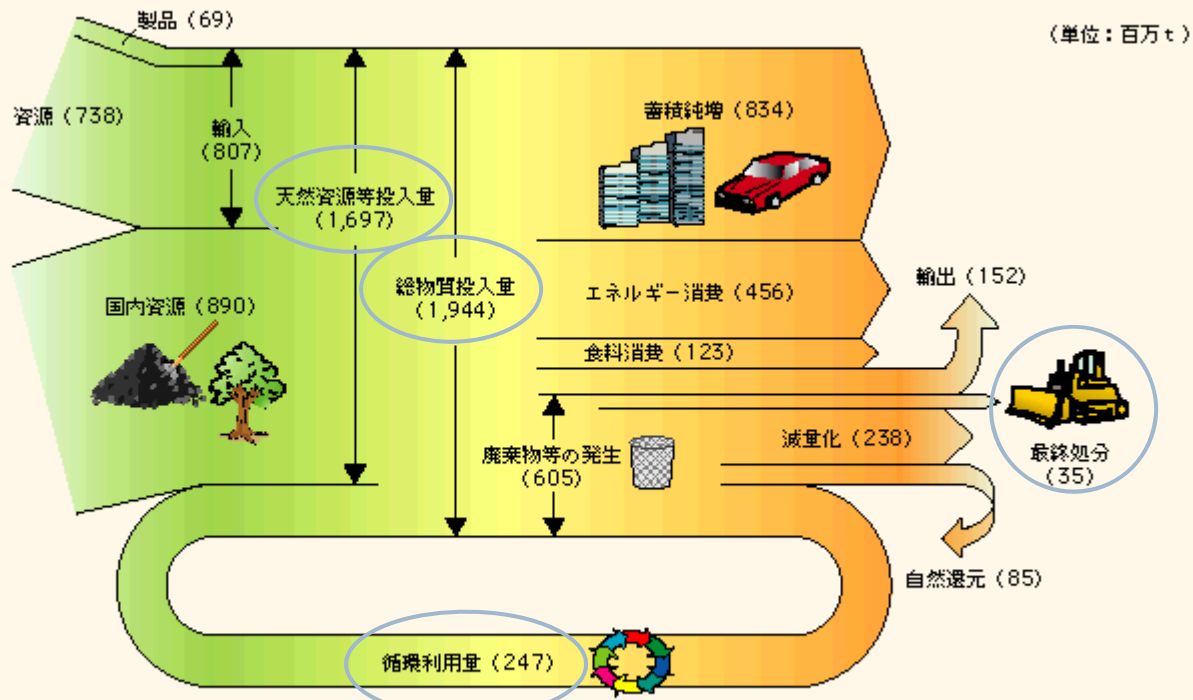 製品（69）
（単位：百万ｔ）
資源（738）
輸入
（807）
蓄積純増（834）
天然資源等投入量
（1,697）
総物質投入量
（1,944）
エネルギー消費（456）
輸出（152）
国内資源（890）
食料消費（123）
廃棄物等の発生
（605）
減量化（238）
最終処分
（35）
自然還元（85）
循環利用量（247）